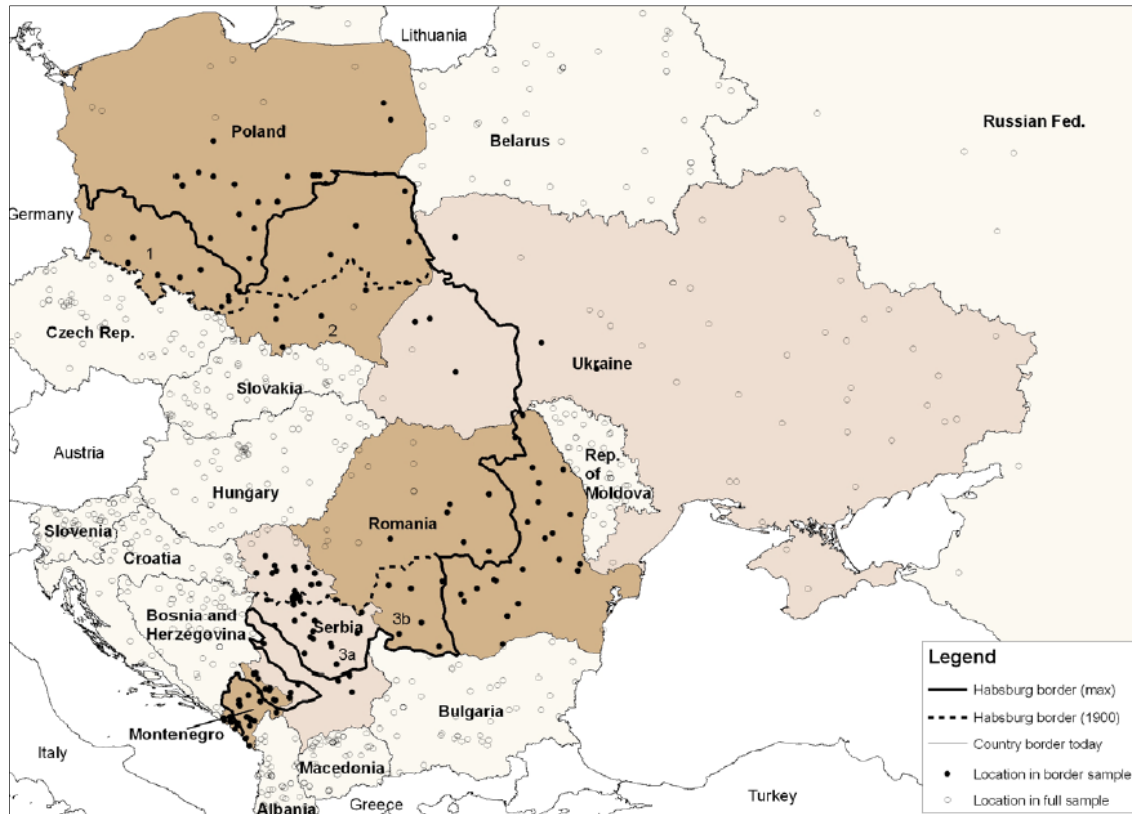 Lithuania
Poland
Belarus
Russian Fed.
Germany
1
Czech Rep.
2
Slovakia
Ukraine
Austria
Hungary
Rep.
of
Moldova
Slovenia
Romania
Croatia
Bosnia and
Herzegovina
Serbia
3b
3a
Bulgaria
Montenegro
Italy
Macedonia
Albania
Greece
Turkey
Legend
Habsburg border (max)
Habsburg border (1900)
Country border today
Location in border sample
Location in full sample